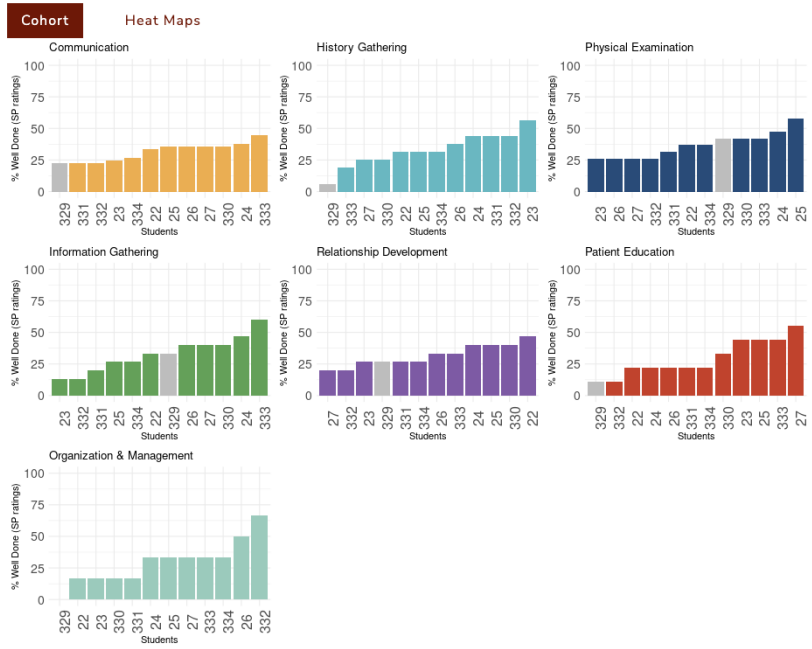 Cohort Heat Maps
Communication
% Well Done (SP ratings)
100
75
50
25
0
329 331 332 23 334 22 25 26 27 330 24 333
Students
History Gathering
% Well Done (SP ratings)
100
75
50
25
0
329 333 27 330 22 25 334 26 24 331 332 23
Students
Physical Examination
% Well Done (SP ratings)
100
75
50
25
0
23 26 27 332 331 22 334 329 330 333 24 25
Students
Information Gathering
% Well Done (SP ratings)
100
75
50
25
0
23 332 331 25 334 22 329 26 27 330 24 333
Students
Relationship Development
% Well Done (SP ratings)
100
75
50
25
0
27 332 23 329 331 334 26 333 24 25 330 22
Students
Patient Education
% Well Done (SP ratings)
100
75
50
25
0
329 332 22 24 26 331 334 330 23 25 333 27
Students
Organization & Management
% Well Done (SP ratings)
100
75
50
25
0
329 22 23 330 331 24 25 27 333 334 26 332
Students